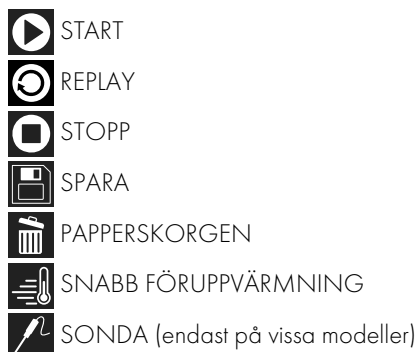 START
REPLAY
STOPP
SPARA
PAPPERSKORGEN
SNABB FÖRUPPVÄRMNING
SONDA (endast på vissa modeller)